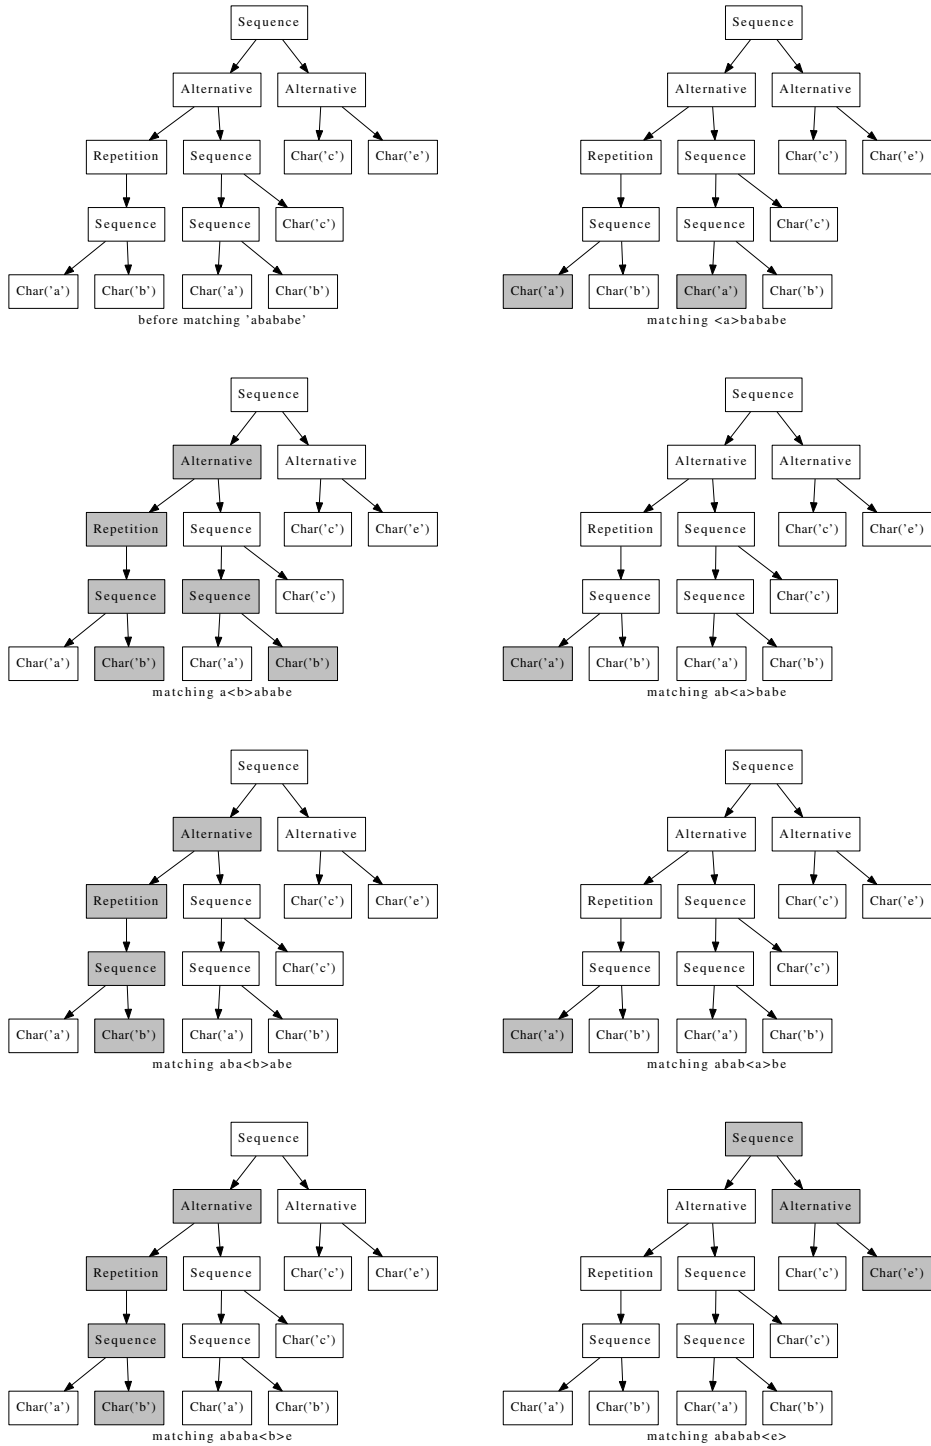 Sequence
Alternative Alternative
Repetition Sequence Char('c') Char('e')
Sequence Sequence Char('c')
Char('a') Char('b') Char('a') Char('b')
before matching 'abababe'
Sequence
Alternative Alternative
Repetition Sequence Char('c') Char('e')
Sequence Sequence Char('c')
Char('a') Char('b') Char('a') Char('b')
matching <a>bababe
Sequence
Alternative Alternative
Repetition Sequence Char('c') Char('e')
Sequence Sequence Char('c')
Char('a') Char('b') Char('a') Char('b')
matching a<b>ababe
Sequence
Alternative Alternative
Repetition Sequence Char('c') Char('e')
Sequence Sequence Char('c')
Char('a') Char('b') Char('a') Char('b')
matching ab<a>babe
Sequence
Alternative Alternative
Repetition Sequence Char('c') Char('e')
Sequence Sequence Char('c')
Char('a') Char('b') Char('a') Char('b')
matching aba<b>abe
Sequence
Alternative Alternative
Repetition Sequence Char('c') Char('e')
Sequence Sequence Char('c')
Char('a') Char('b') Char('a') Char('b')
matching abab<a>be
Sequence
Alternative Alternative
Repetition Sequence Char('c') Char('e')
Sequence Sequence Char('c')
Char('a') Char('b') Char('a') Char('b')
matching ababa<b>e
Sequence
Alternative Alternative
Repetition Sequence Char('c') Char('e')
Sequence Sequence Char('c')
Char('a') Char('b') Char('a') Char('b')
matching ababab<e>